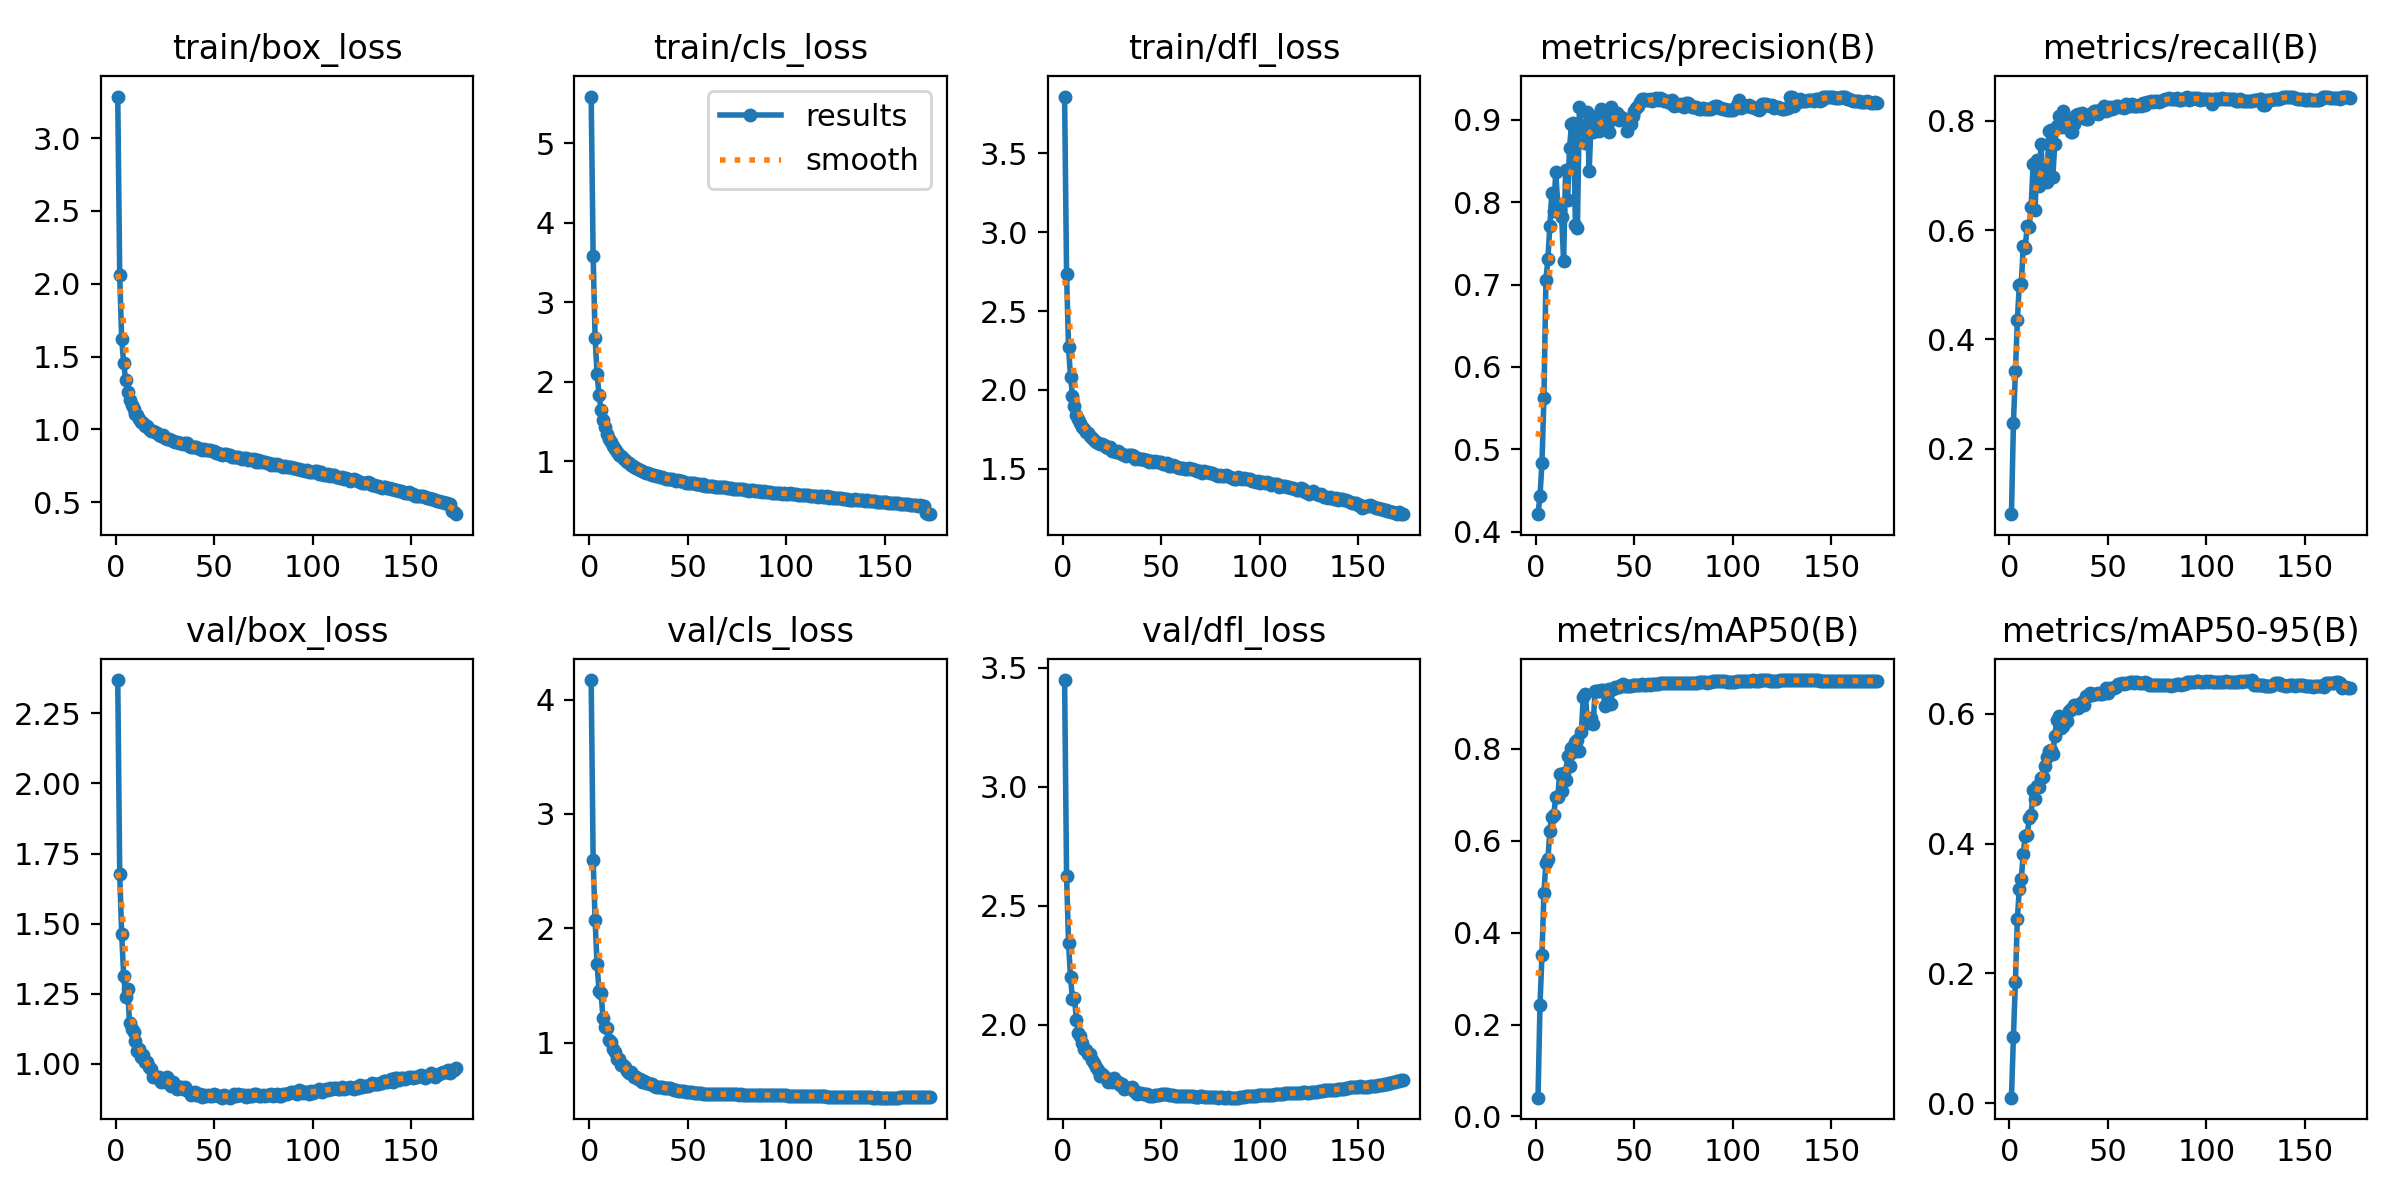 train/box_loss
3.0
2.5
2.0
1.5
1.0
0.5
0 50 100 150
train/cls_loss
results
smooth
5
4
3
2
1
0 50 100 150
train/dfl_loss
3.5
3.0
2.5
2.0
1.5
0 50 100 150
metrics/precision(B)
0.9
0.8
0.7
0.6
0.5
0.4
0 50 100 150
metrics/recall(B)
0.8
0.6
0.4
0.2
0 50 100 150
val/box_loss
2.25
2.00
1.75
1.50
1.25
1.00
0 50 100 150
val/cls_loss
4
3
2
1
0 50 100 150
val/dfl_loss
3.5
3.0
2.5
2.0
0 50 100 150
metrics/mAP50(B)
0.8
0.6
0.4
0.2
0.0
0 50 100 150
metrics/mAP50-95(B)
0.6
0.4
0.2
0.0
0 50 100 150